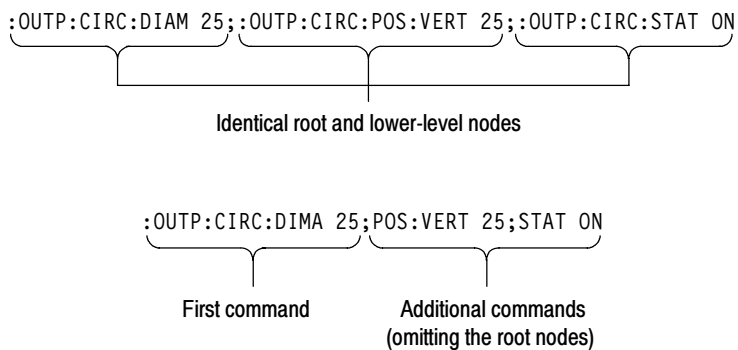 :OUTP:CIRC:DIAM 25;:OUTP:CIRC:POS:VERT 25;:OUTP:CIRC:STAT ON
Identical root and lower-level nodes
:OUTP:CIRC:DIMA 25;POS:VERT 25;STAT ON
First command
Additional commands
(omitting the root nodes)